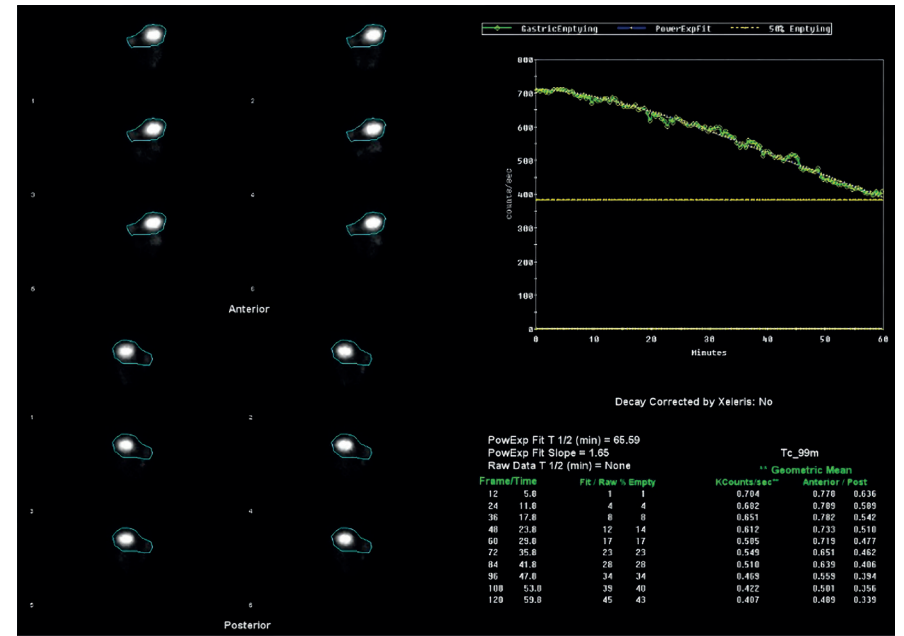 GastricEmptying PowerExpFit 50% Emptying
800
700
600
500
400
300
200
100
0
counts/sec
0 10 20 30 40 50 60
Minutes
1 2
3 4
5 6
Anterior
1 2
3 4
5 6
Posterior
Decay Corrected by Xeleris: No
PowExp Fit T 1/2 (min) = 65.59
PowExp Fit Slope = 1.65
Raw Data T 1/2 (min) = None
Tc_99m
** Geometric Mean
Frame/Time Fit / Raw % Empty KCounts/sec** Anterior / Post
12 5.8 1 1 0.704 0.778 0.636
24 11.8 4 4 0.682 0.789 0.589
36 17.8 8 8 0.651 0.782 0.542
48 23.8 12 14 0.612 0.733 0.510
60 29.8 17 17 0.585 0.719 0.477
72 35.8 23 23 0.549 0.651 0.462
84 41.8 28 28 0.510 0.639 0.406
96 47.8 34 34 0.469 0.559 0.394
108 53.8 39 40 0.422 0.501 0.356
120 59.8 45 43 0.407 0.489 0.339